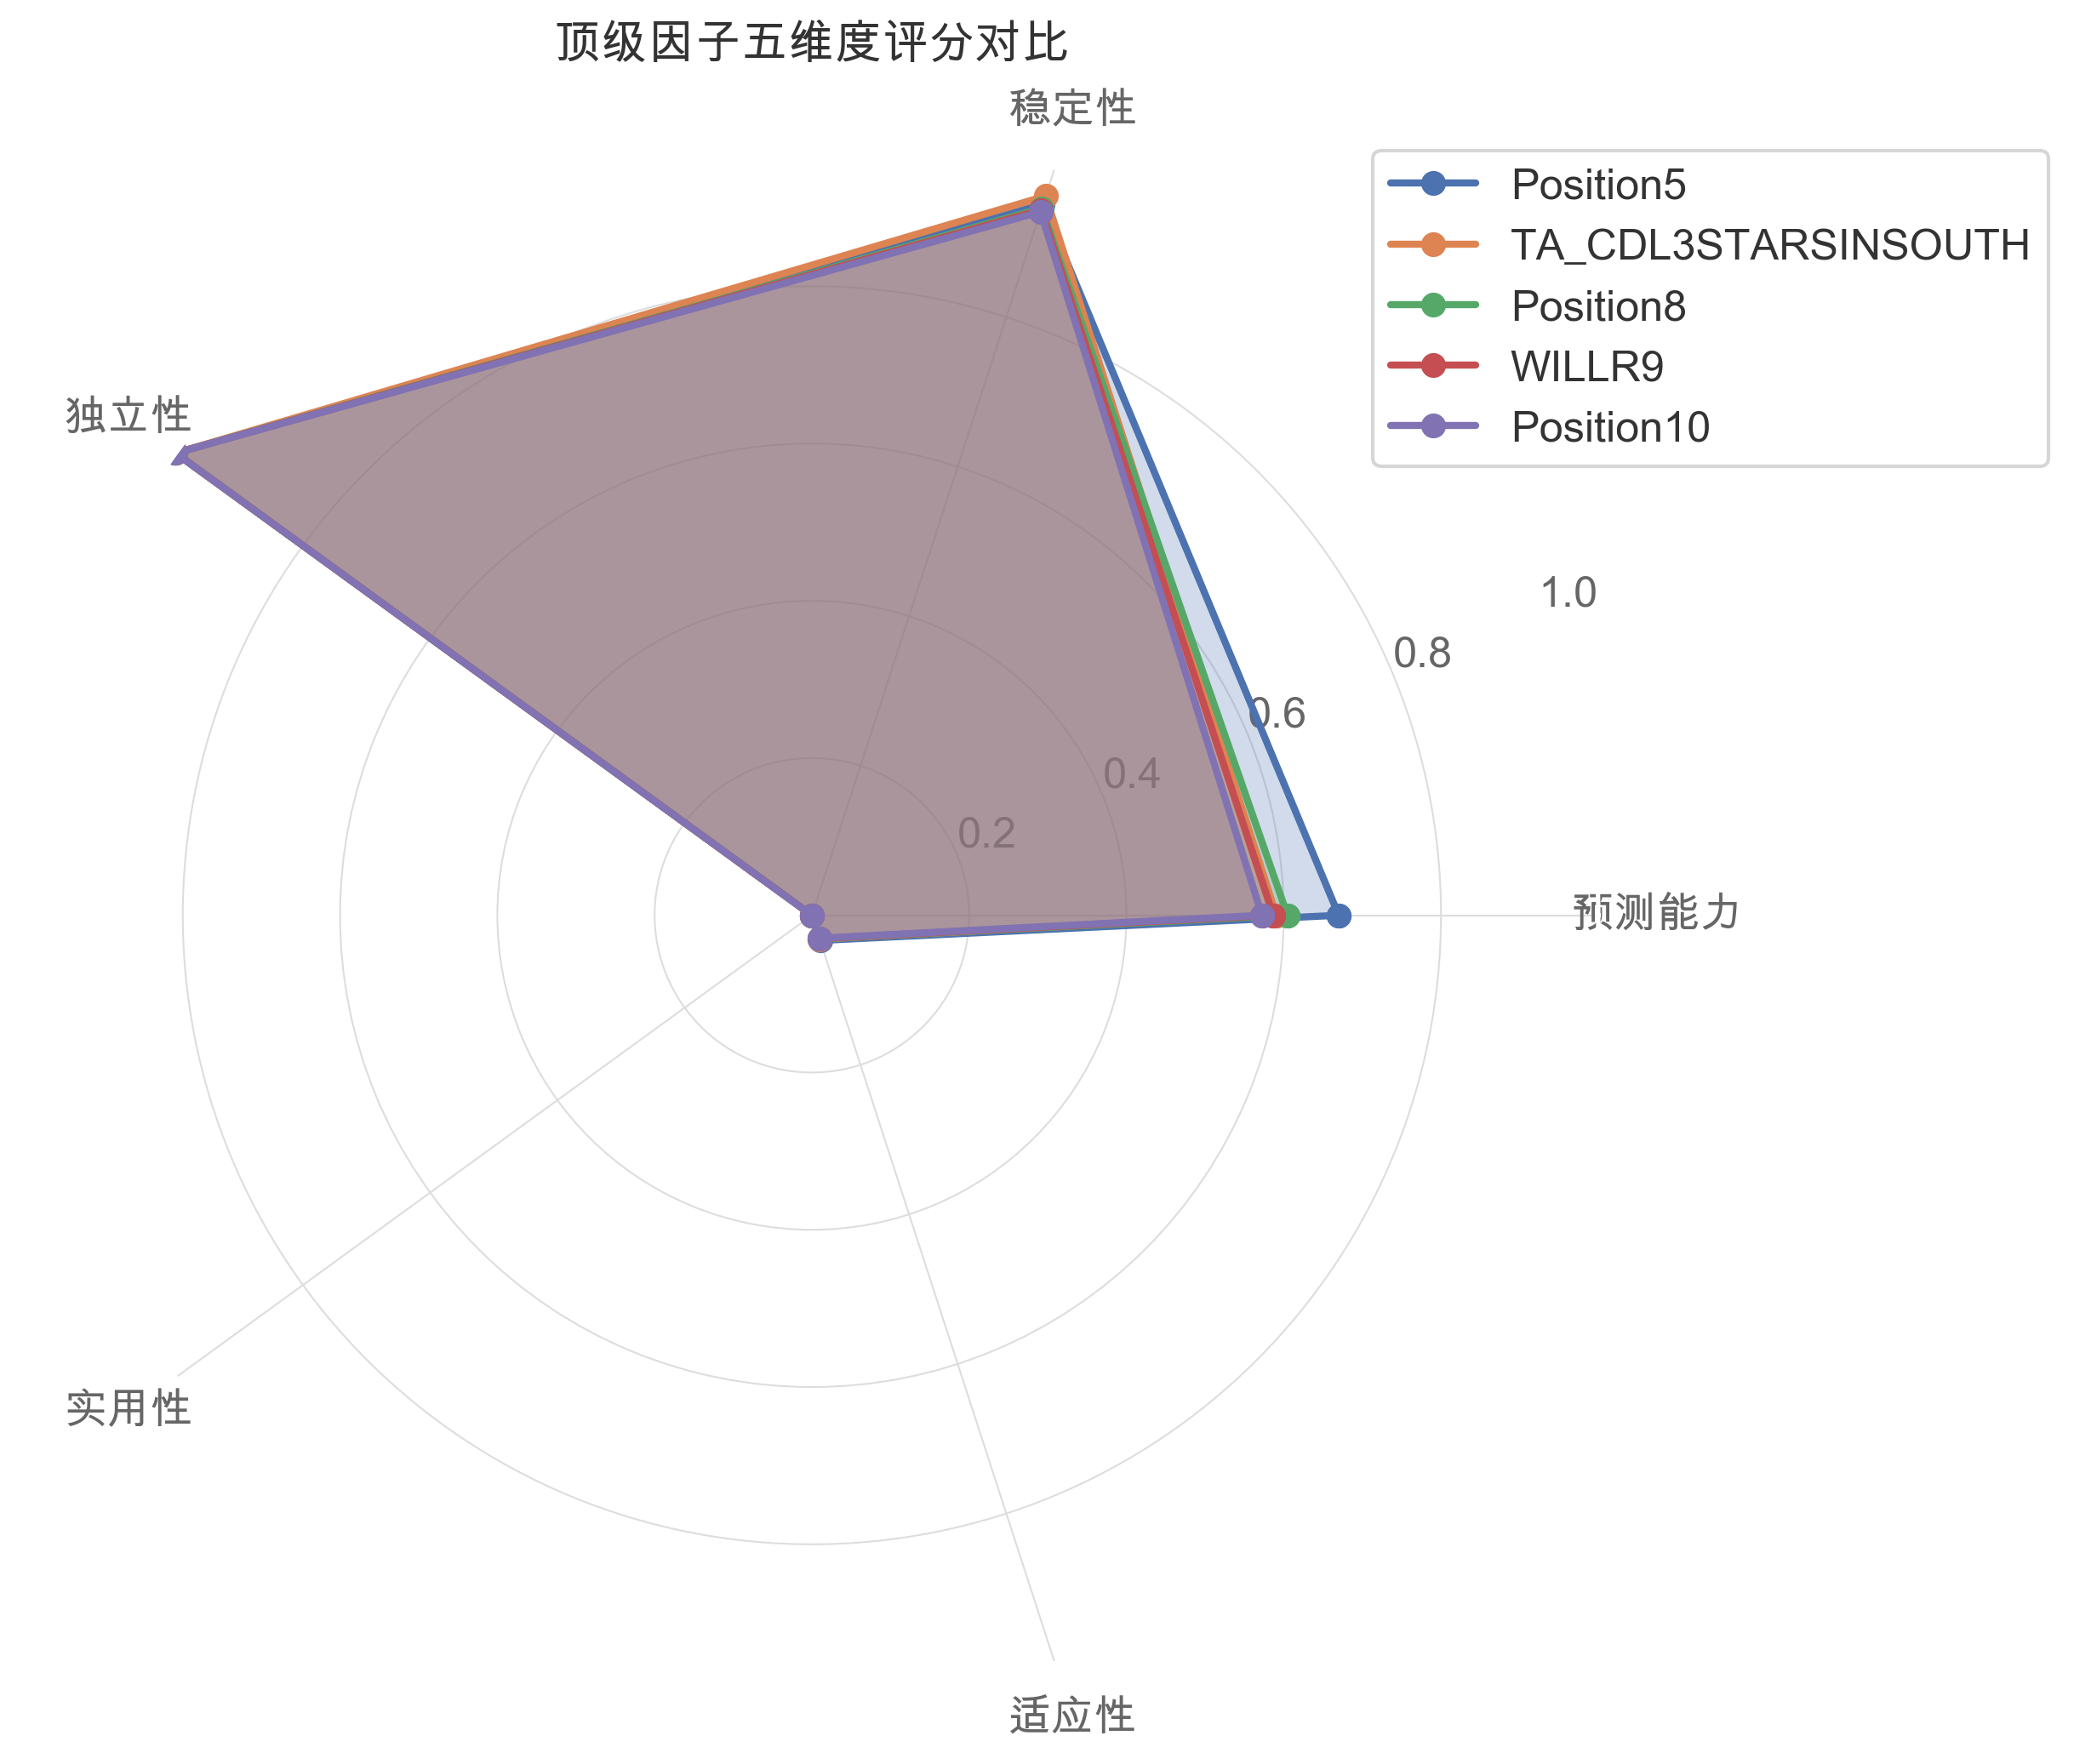 顶级因子五维度评分对比
稳定性
Position5
TA_CDL3STARSINSOUTH
Position8
WILLR9
Position10
独立性
1.0
0.8
0.6
0.4
0.2
预测能力
实用性
适应性